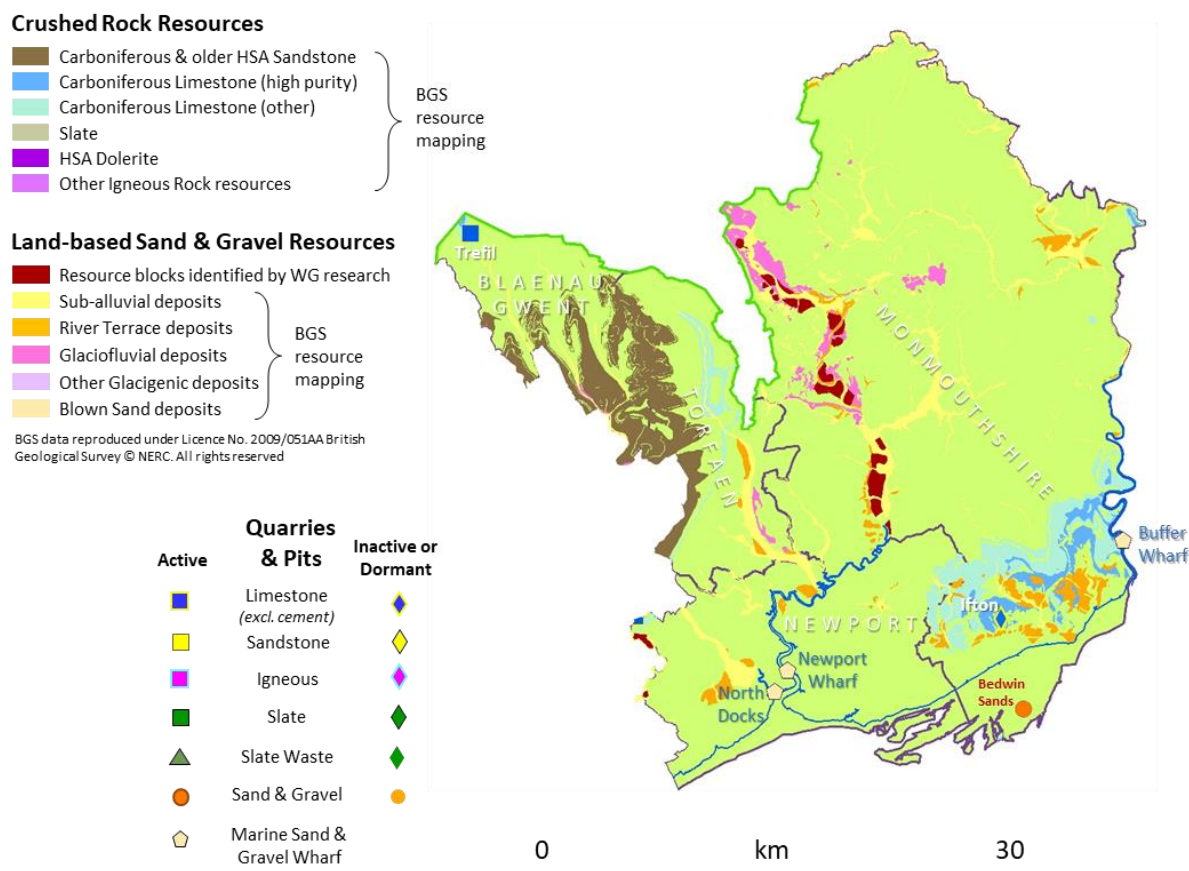 Crushed Rock Resources
Carboniferous & older HSA Sandstone
Carboniferous Limestone (high purity)
Carboniferous Limestone (other)
Slate
HSA Dolerite
Other Igneous Rock resources
BGS
resource
mapping
Land-based Sand & Gravel Resources
Resource blocks identified by WG research
Sub-alluvial deposits
River Terrace deposits
Glaciofluvial deposits
Other Glacigenic deposits
Blown Sand deposits
BGS
resource
mapping
BGS data reproduced under Licence No. 2009/051AA British
Geological Survey © NERC. All rights reserved
Active
Quarries
& Pits
Inactive or
Dormant
Limestone
(excl. cement)
Sandstone
Igneous
Slate
Slate Waste
Sand & Gravel
Marine Sand &
Gravel Wharf
Trefil
BLAENAU
GWENT
TORFAEN
MONMOUTHSHIRE
NEWPORT
Ifton
Buffer
Wharf
Newport
Wharf
North
Docks
Bedwin
Sands
0 km 30